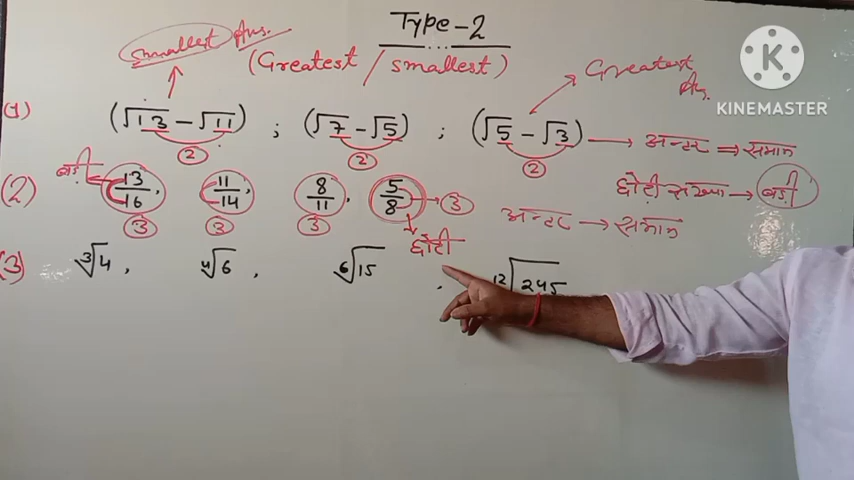 Type-2
smallest Ans. (Greatest / smallest) Greatest Ans.
KINEMASTER
(1) (√13 - √11) ; (√7 - √5) ; (√5 - √3) → अन्तर ⇒ समान
② ② ②
छोटी संख्या → बड़ी
(2) बड़ी 13/16, 11/14 8/11, 5/8 → ③
③ ③ ③ अन्तर → समान
छोटी
(3) ∛4, ∜6, ⁶√15 , ¹²√245